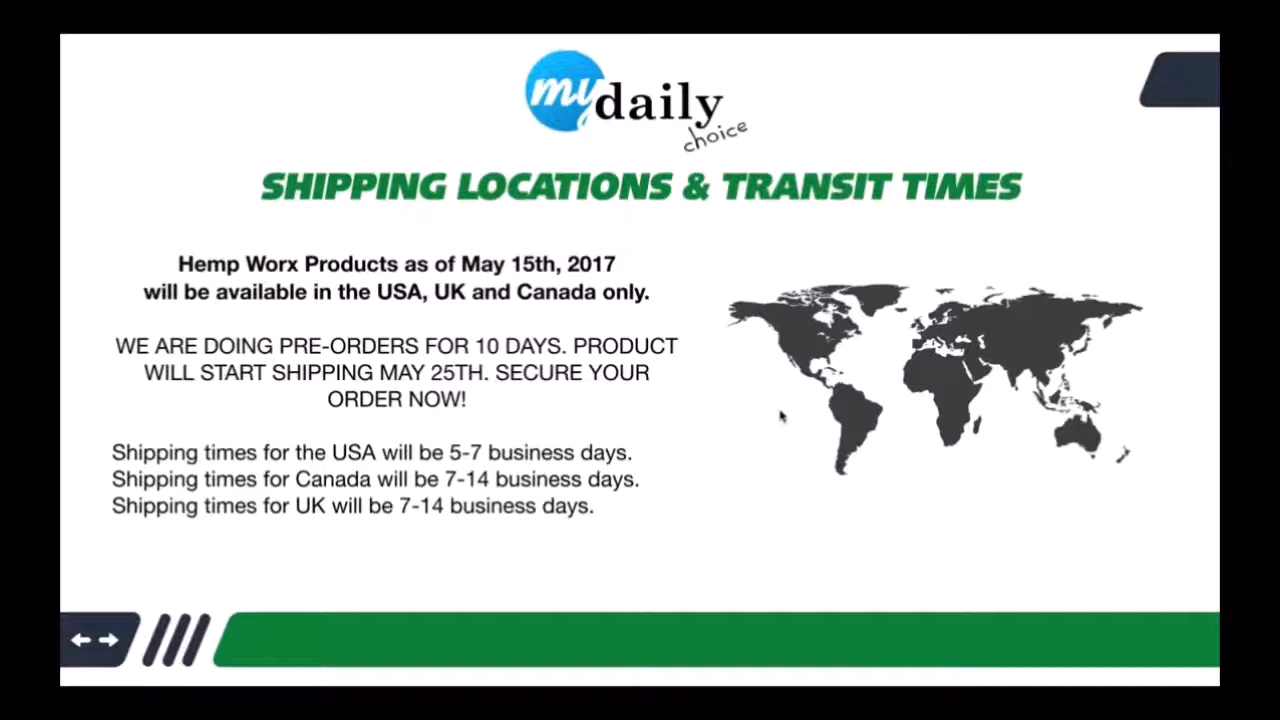 my daily
choice
SHIPPING LOCATIONS & TRANSIT TIMES
Hemp Worx Products as of May 15th, 2017
will be available in the USA, UK and Canada only.
WE ARE DOING PRE-ORDERS FOR 10 DAYS. PRODUCT
WILL START SHIPPING MAY 25TH. SECURE YOUR
ORDER NOW!
Shipping times for the USA will be 5-7 business days.
Shipping times for Canada will be 7-14 business days.
Shipping times for UK will be 7-14 business days.